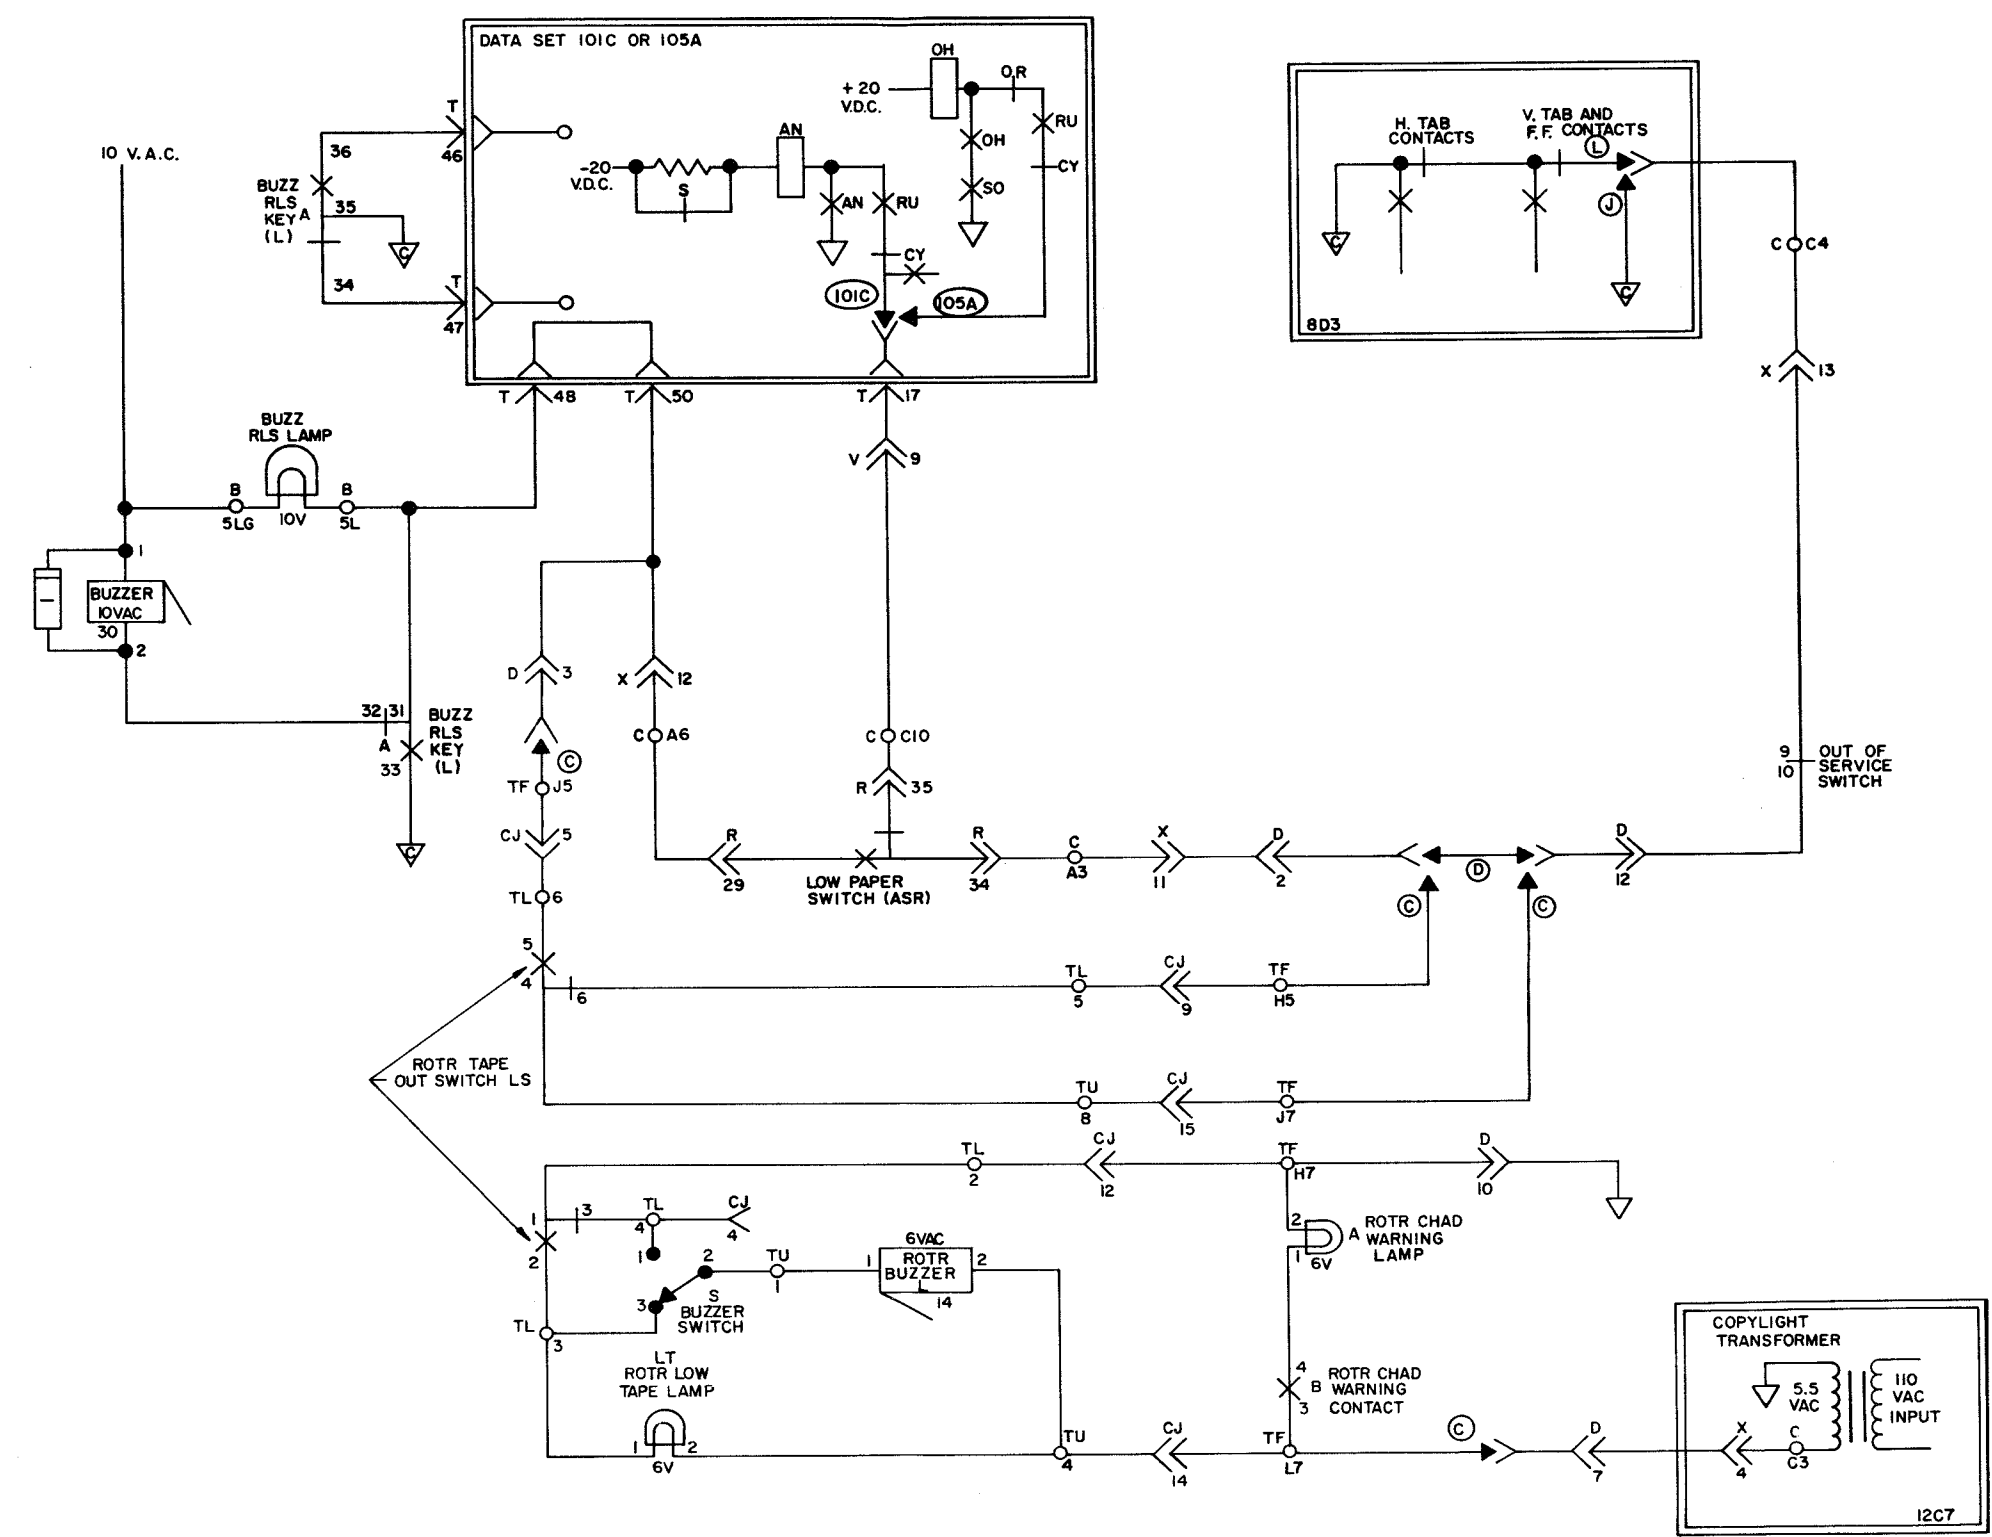 DATA SET 101C OR 105A
OH
+ 20
V.D.C.
OR
RU
OH
CY
SO
AN
-20
V.D.C.
S
AN
RU
CY
101C
105A
T
46
T
47
T
48
T
50
T
17
10 V.A.C.
36
BUZZ
RLS
KEY A
(L)
35
C
34
H. TAB
CONTACTS
V. TAB AND
F.F. CONTACTS
L
J
C
C
8D3
C
C4
X
13
BUZZ
RLS LAMP
B
5LG
10V
B
5L
1
BUZZER
10VAC
30
2
32
31
A
33
BUZZ
RLS
KEY
(L)
C
V
9
D
3
X
12
C
A6
C
C10
C
TF
J5
R
35
CJ
5
TL
6
R
29
LOW PAPER
SWITCH (ASR)
R
34
C
A3
X
11
D
2
D
D
12
9
10
OUT OF
SERVICE
SWITCH
C
C
5
4
6
TL
5
CJ
9
TF
H5
ROTR TAPE
OUT SWITCH LS
TU
8
CJ
15
TF
J7
TL
2
CJ
12
TF
H7
D
10
1
3
2
TL
4
CJ
4
1
2
TU
1
3
S
BUZZER
SWITCH
6VAC
1
ROTR
BUZZER
L
14
2
2
A
1
6V
ROTR CHAD
WARNING
LAMP
TL
3
LT
ROTR LOW
TAPE LAMP
1
2
6V
4
B
3
ROTR CHAD
WARNING
CONTACT
TU
4
CJ
14
TF
L7
C
D
7
COPYLIGHT
TRANSFORMER
5.5
VAC
110
VAC
INPUT
X
4
C
C3
12C7